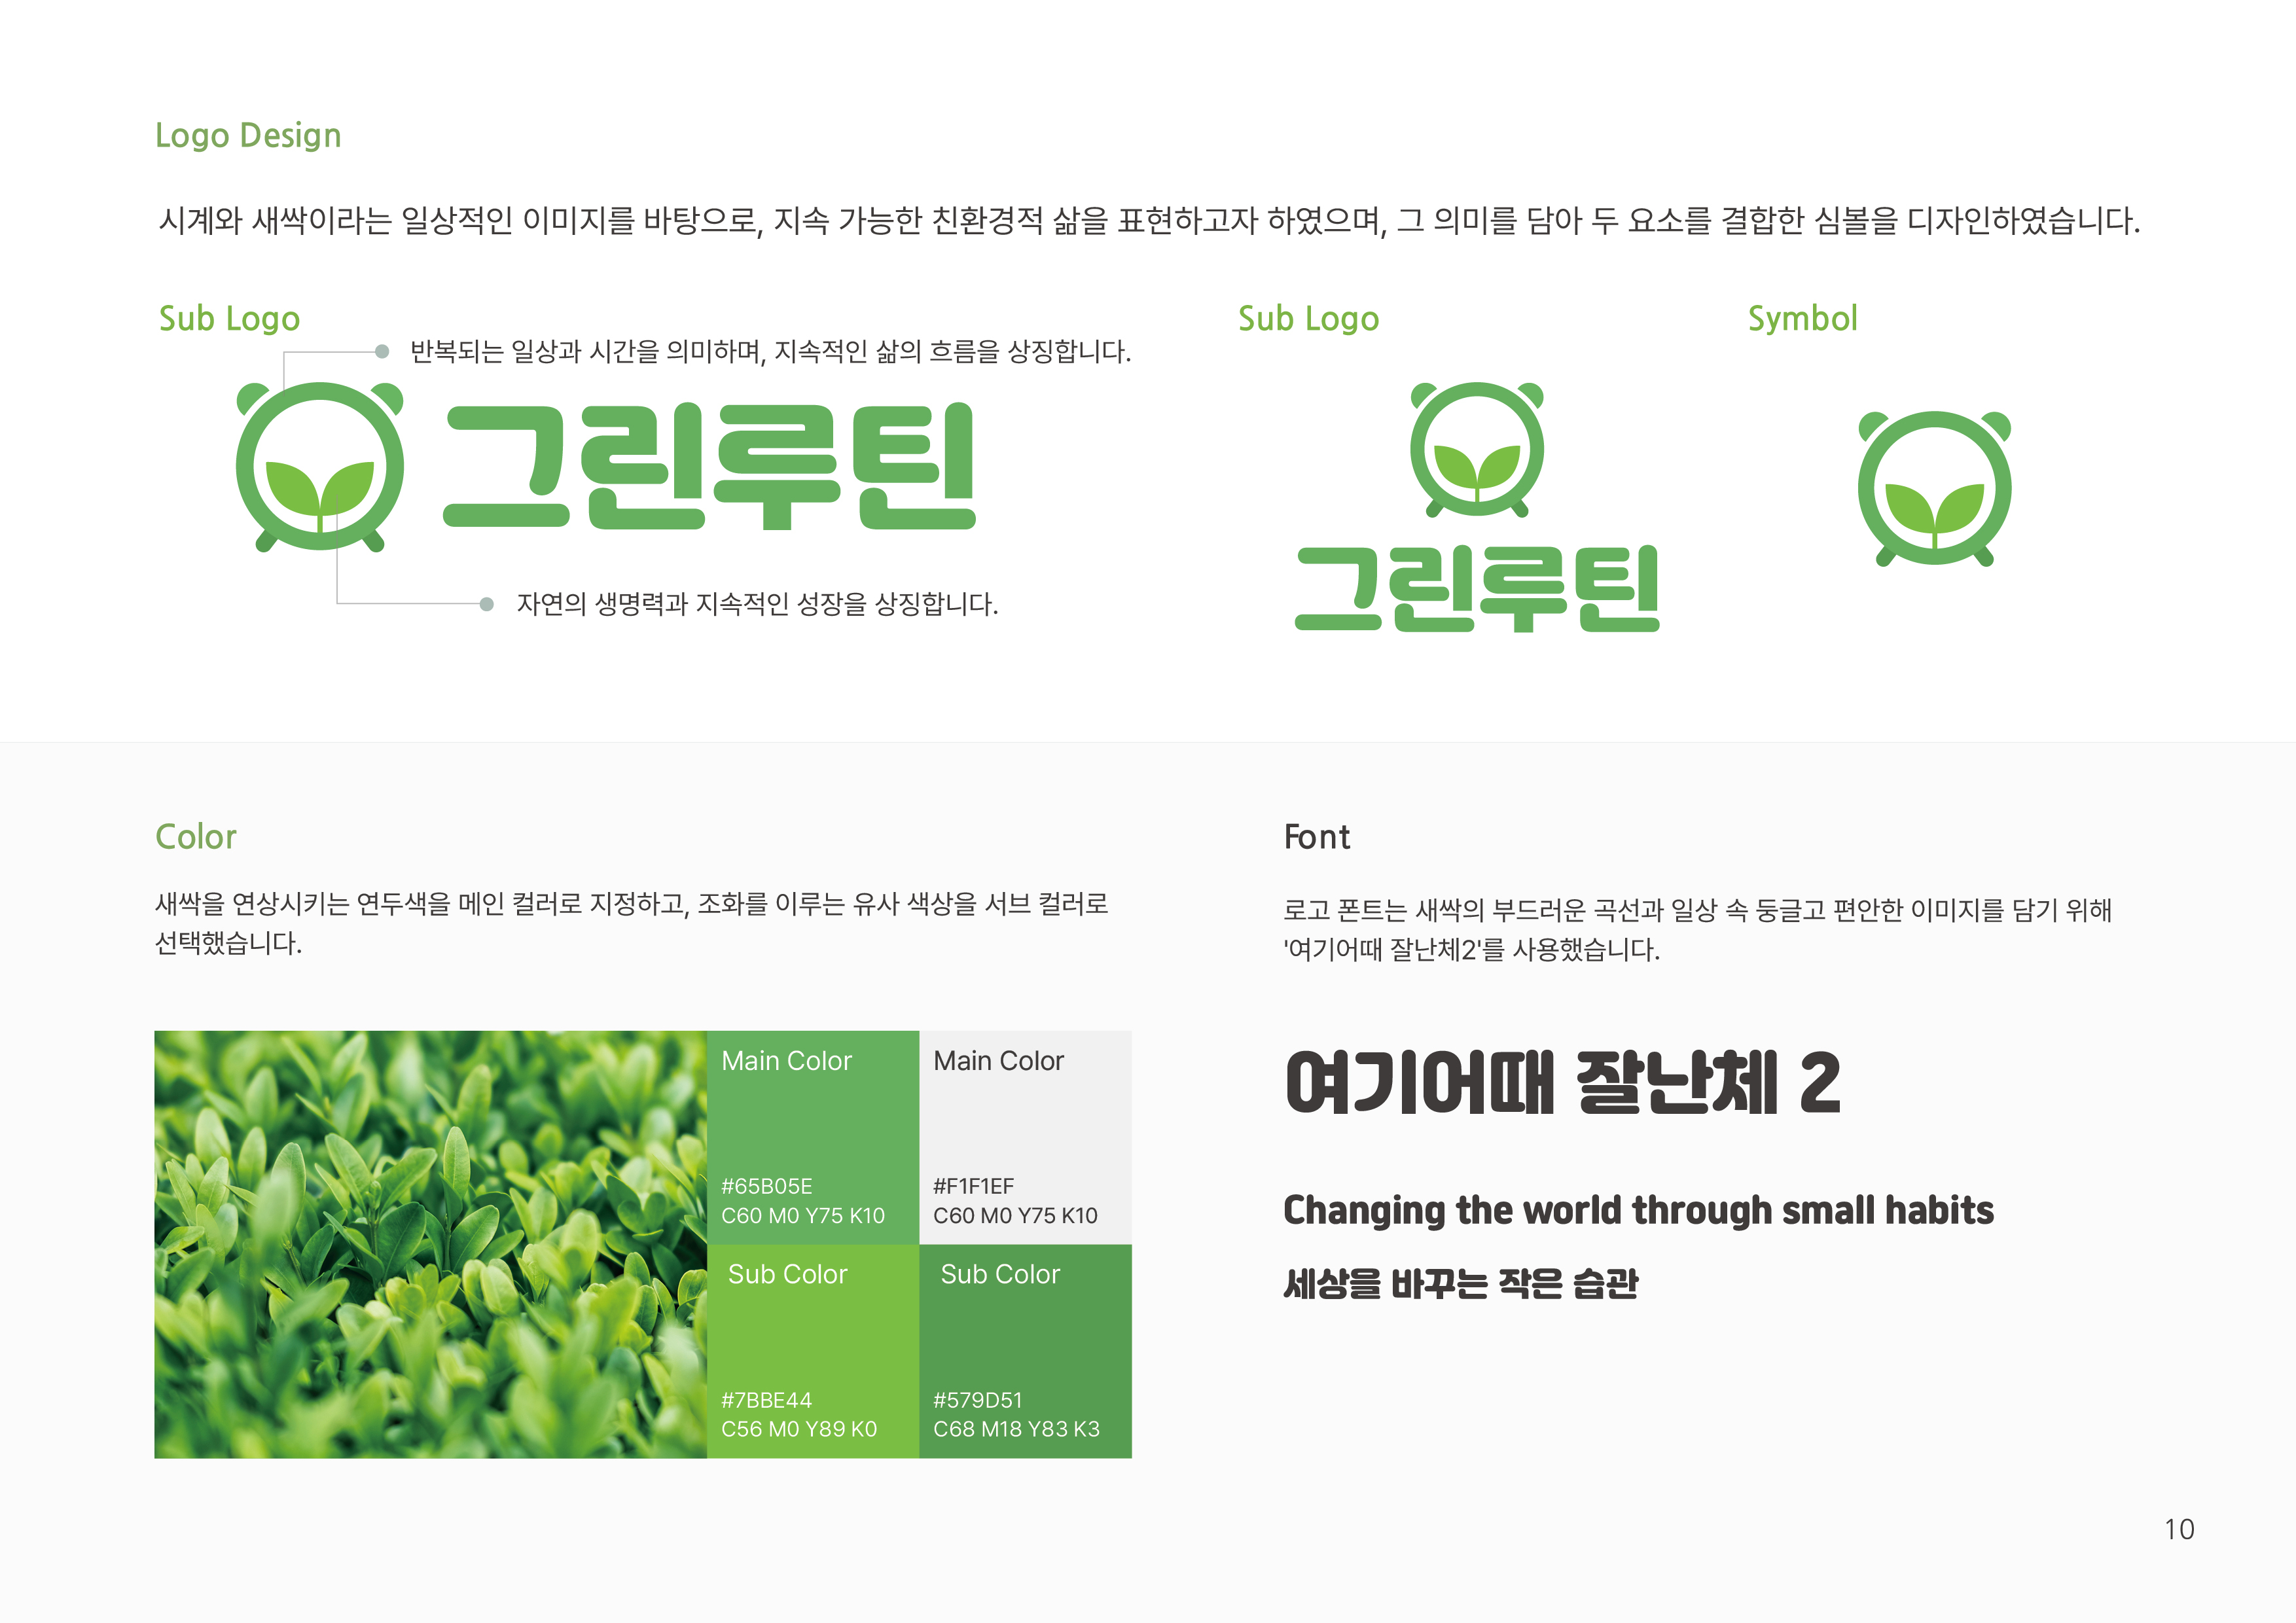 Logo Design
시계와 새싹이라는 일상적인 이미지를 바탕으로, 지속 가능한 친환경적 삶을 표현하고자 하였으며, 그 의미를 담아 두 요소를 결합한 심볼을 디자인하였습니다.
Sub Logo
반복되는 일상과 시간을 의미하며, 지속적인 삶의 흐름을 상징합니다.
그린루틴
자연의 생명력과 지속적인 성장을 상징합니다.
Sub Logo
그린루틴
Symbol
Color
새싹을 연상시키는 연두색을 메인 컬러로 지정하고, 조화를 이루는 유사 색상을 서브 컬러로
선택했습니다.
Main Color
#65B05E
C60 M0 Y75 K10
Main Color
#F1F1EF
C60 M0 Y75 K10
Sub Color
#7BBE44
C56 M0 Y89 K0
Sub Color
#579D51
C68 M18 Y83 K3
Font
로고 폰트는 새싹의 부드러운 곡선과 일상 속 둥글고 편안한 이미지를 담기 위해
'여기어때 잘난체2'를 사용했습니다.
여기어때 잘난체 2
Changing the world through small habits
세상을 바꾸는 작은 습관
10